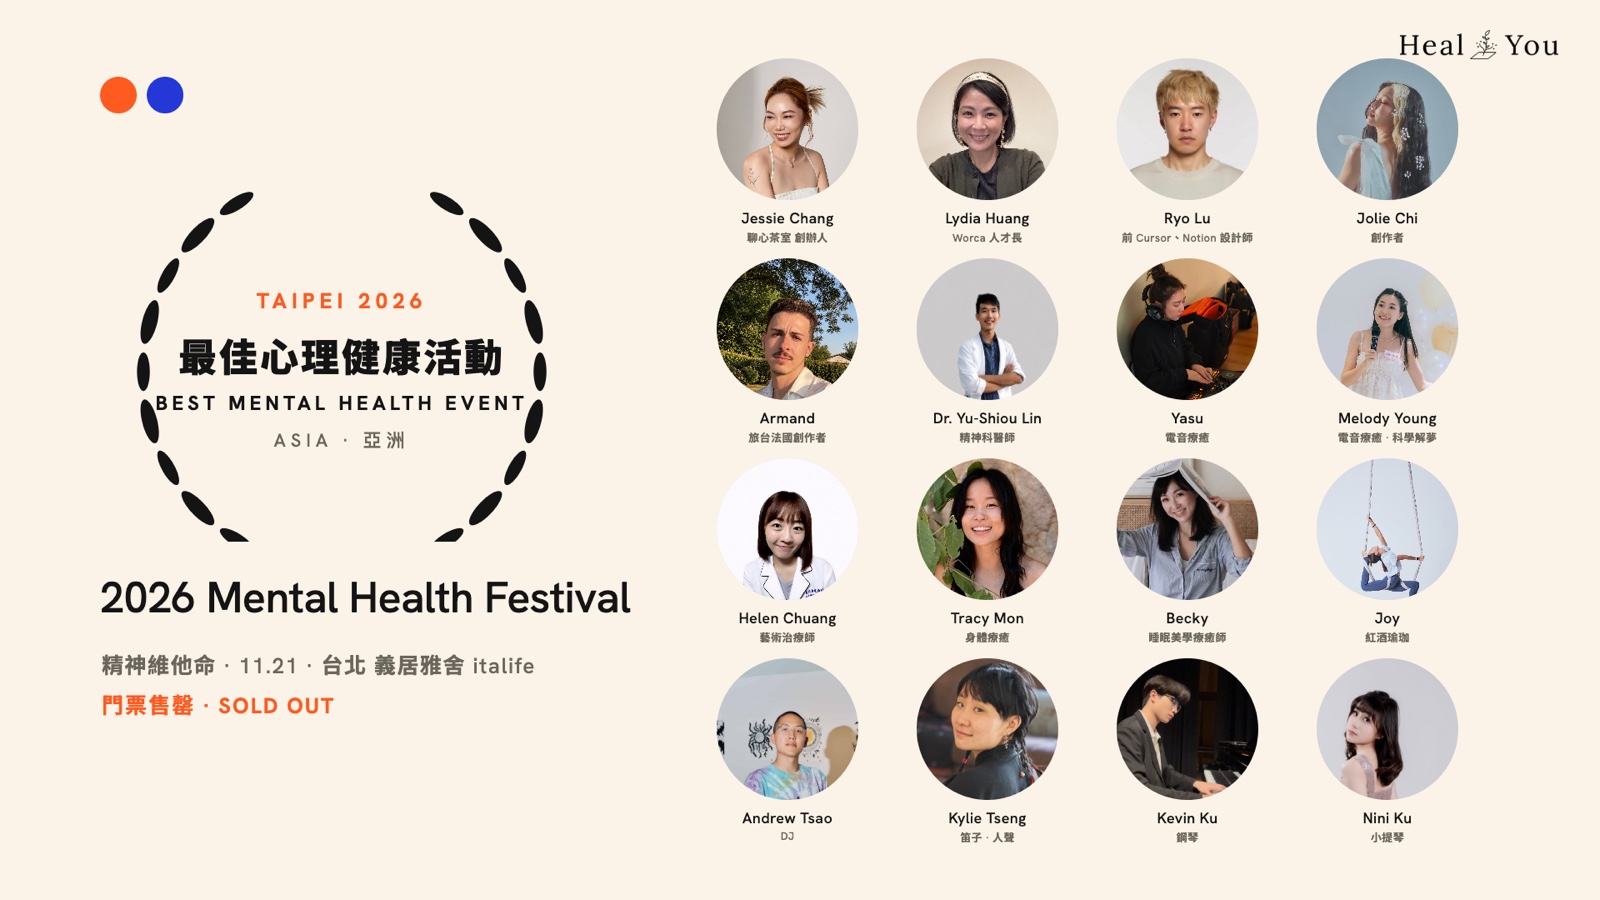 Heal You
TAIPEI 2026
最佳心理健康活動
BEST MENTAL HEALTH EVENT
ASIA · 亞洲
2026 Mental Health Festival
精神維他命 · 11.21 · 台北 義居雅舍 italife
門票售罄 · SOLD OUT
Jessie Chang
聊心茶室 創辦人
Lydia Huang
Worca 人才長
Ryo Lu
前 Cursor、Notion 設計師
Jolie Chi
創作者
Armand
旅台法國創作者
Dr. Yu-Shiou Lin
精神科醫師
Yasu
電音療癒
Melody Young
電音療癒 · 科學解夢
Helen Chuang
藝術治療師
Tracy Mon
身體療癒
Becky
睡眠美學療癒師
Joy
紅酒瑜珈
Andrew Tsao
DJ
Kylie Tseng
笛子 · 人聲
Kevin Ku
鋼琴
Nini Ku
小提琴